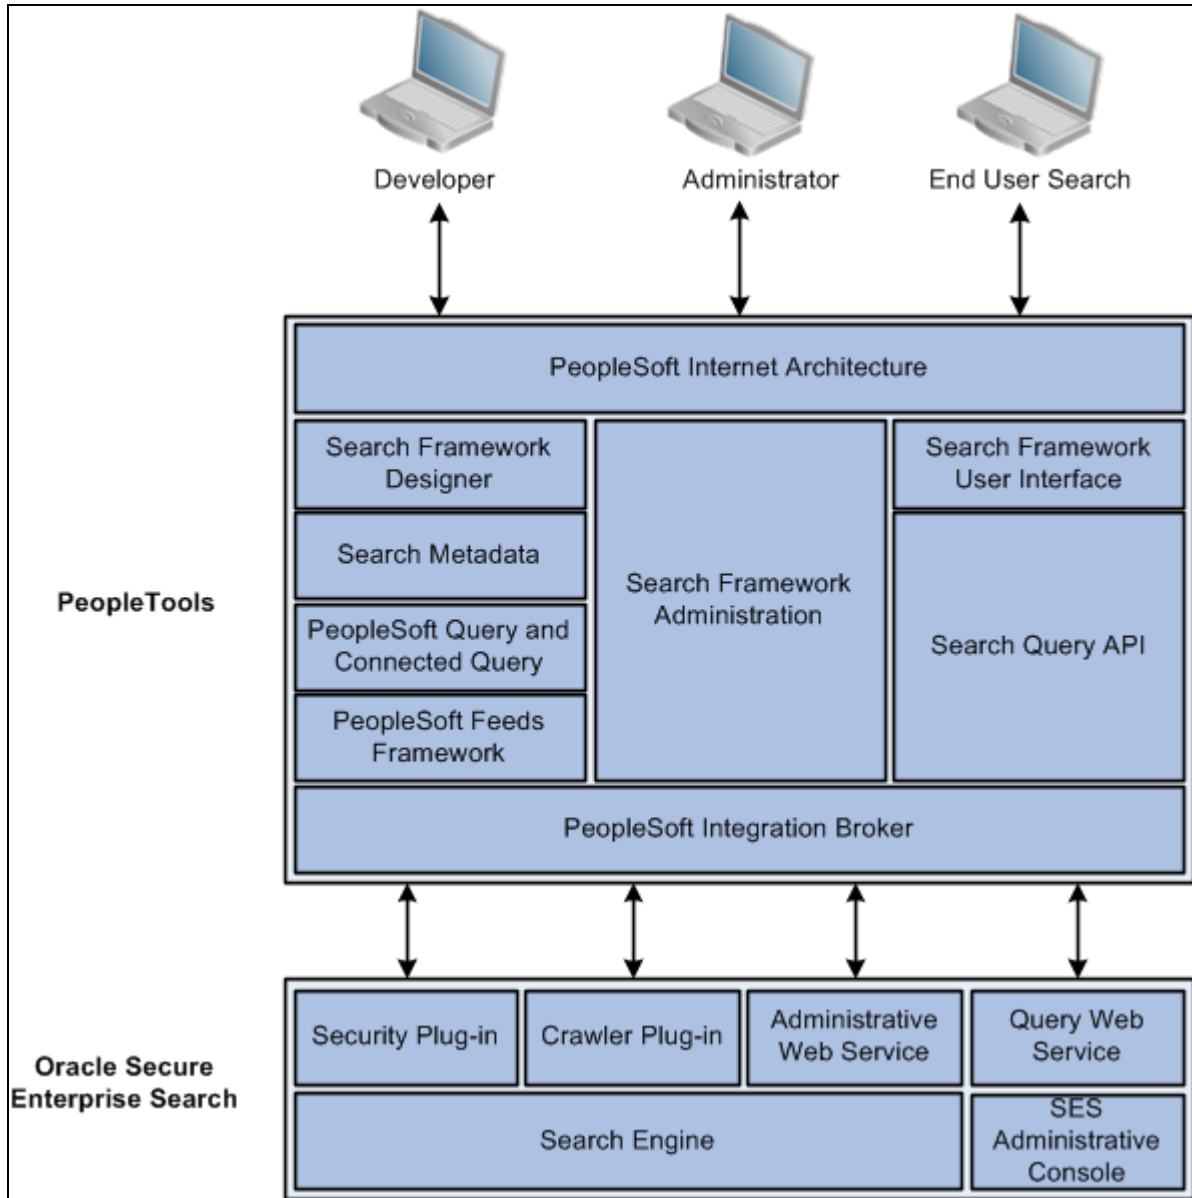 Developer
Administrator
End User Search
PeopleSoft Internet Architecture
Search Framework
Designer
Search Framework
User Interface
Search Metadata
PeopleTools
Search Framework
Administration
PeopleSoft Query and
Connected Query
Search Query API
PeopleSoft Feeds
Framework
PeopleSoft Integration Broker
Security Plug-in
Crawler Plug-in
Administrative
Web Service
Query Web
Service
Oracle Secure
Enterprise Search
Search Engine
SES
Administrative
Console